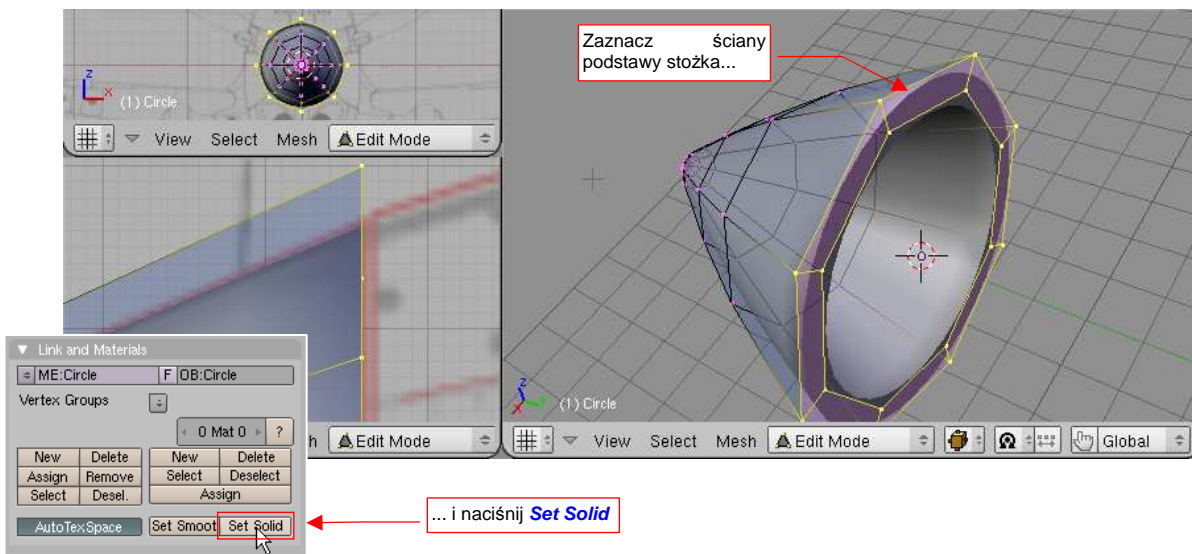 Zaznacz ściany
podstawy stożka...
z
x
(1) Circle
View Select Mesh Edit Mode
z
x
(1) Circle
h Edit Mode
View Select Mesh Edit Mode Global
Link and Materials
ME:Circle F OB:Circle
Vertex Groups
0 Mat 0 ?
New Delete New Delete
Assign Remove Select Deselect
Select Desel. Assign
AutoTexSpace Set Smoot Set Solid
... i naciśnij Set Solid